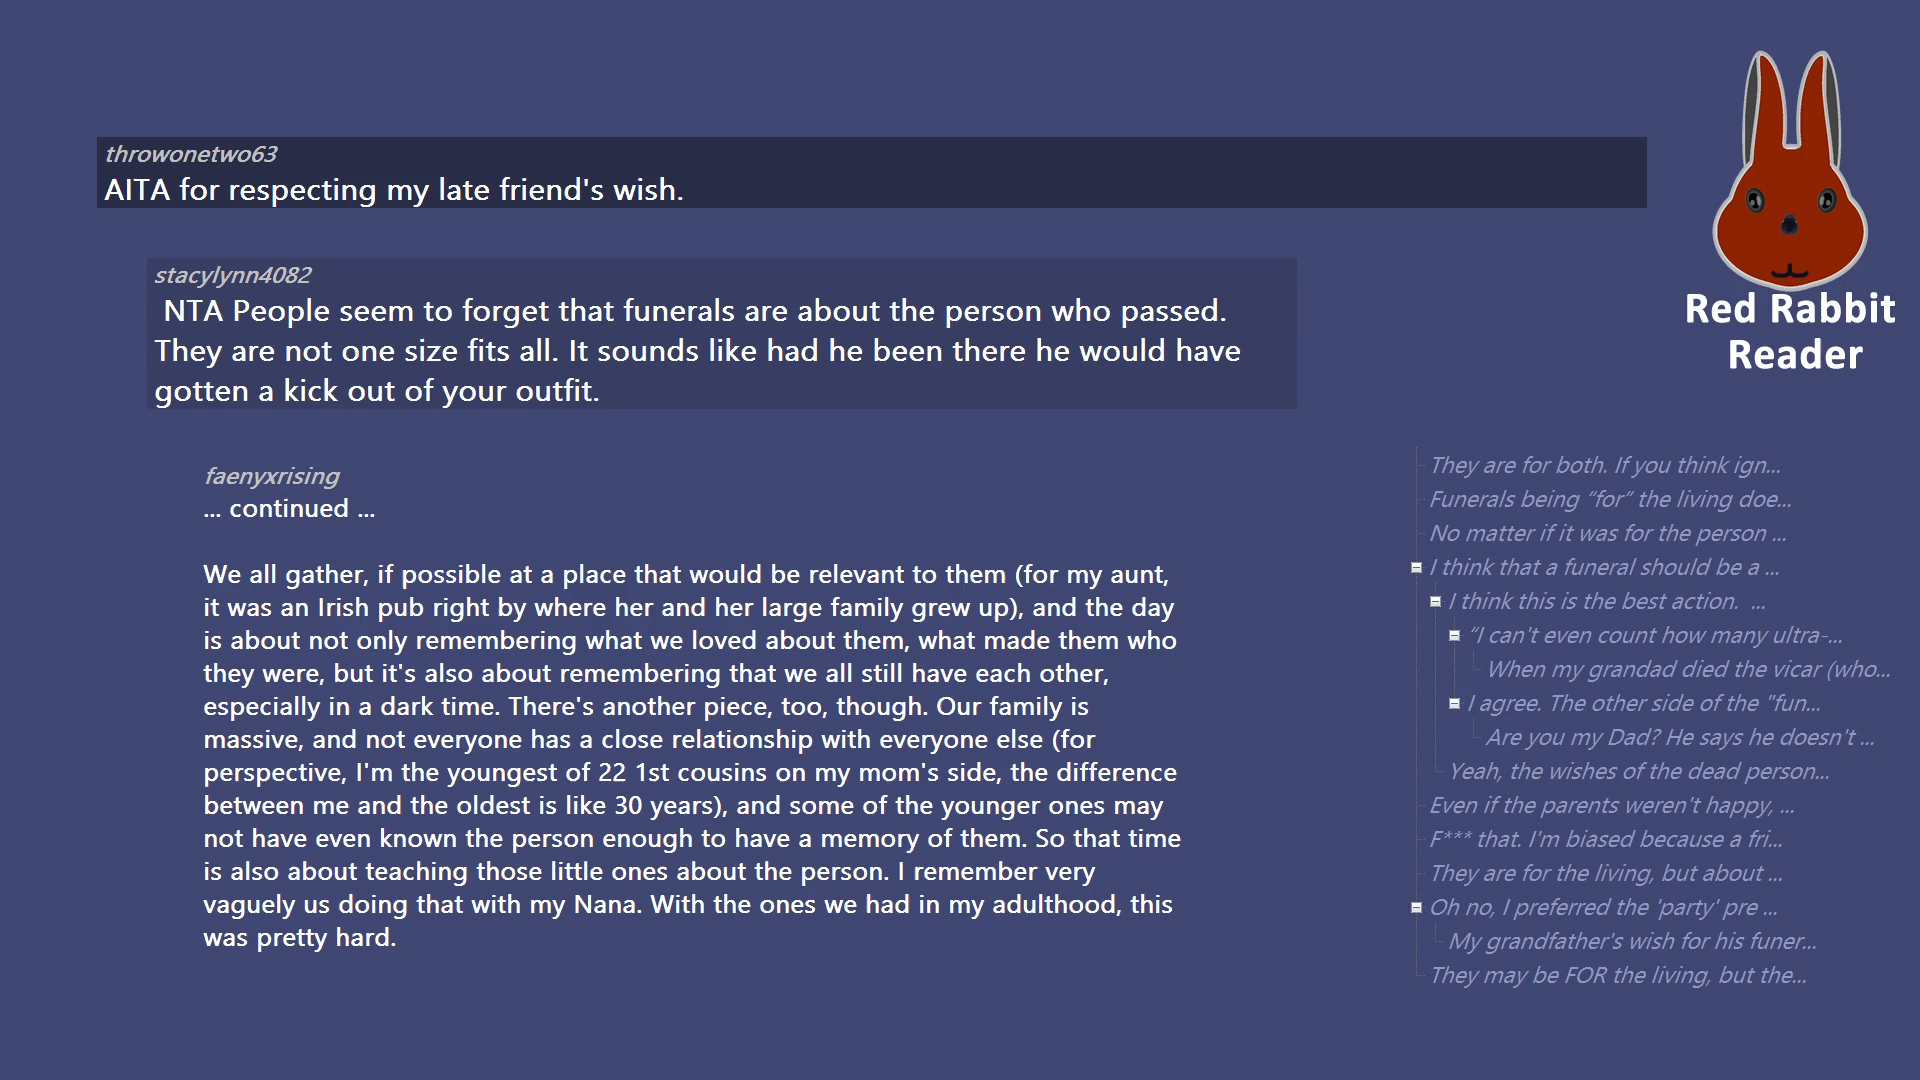 throwonetwo63
AITA for respecting my late friend's wish.
stacylynn4082
NTA People seem to forget that funerals are about the person who passed.
They are not one size fits all. It sounds like had he been there he would have
gotten a kick out of your outfit.
faenyxrising
... continued ...
We all gather, if possible at a place that would be relevant to them (for my aunt,
it was an Irish pub right by where her and her large family grew up), and the day
is about not only remembering what we loved about them, what made them who
they were, but it's also about remembering that we all still have each other,
especially in a dark time. There's another piece, too, though. Our family is
massive, and not everyone has a close relationship with everyone else (for
perspective, I'm the youngest of 22 1st cousins on my mom's side, the difference
between me and the oldest is like 30 years), and some of the younger ones may
not have even known the person enough to have a memory of them. So that time
is also about teaching those little ones about the person. I remember very
vaguely us doing that with my Nana. With the ones we had in my adulthood, this
was pretty hard.
Red Rabbit
Reader
They are for both. If you think ign...
Funerals being “for” the living doe...
No matter if it was for the person ...
I think that a funeral should be a ...
I think this is the best action.  ...
“I can't even count how many ultra-...
When my grandad died the vicar (who...
I agree. The other side of the "fun...
Are you my Dad? He says he doesn't ...
Yeah, the wishes of the dead person...
Even if the parents weren't happy, ...
F*** that. I'm biased because a fri...
They are for the living, but about ...
Oh no, I preferred the 'party' pre ...
My grandfather's wish for his funer...
They may be FOR the living, but the...